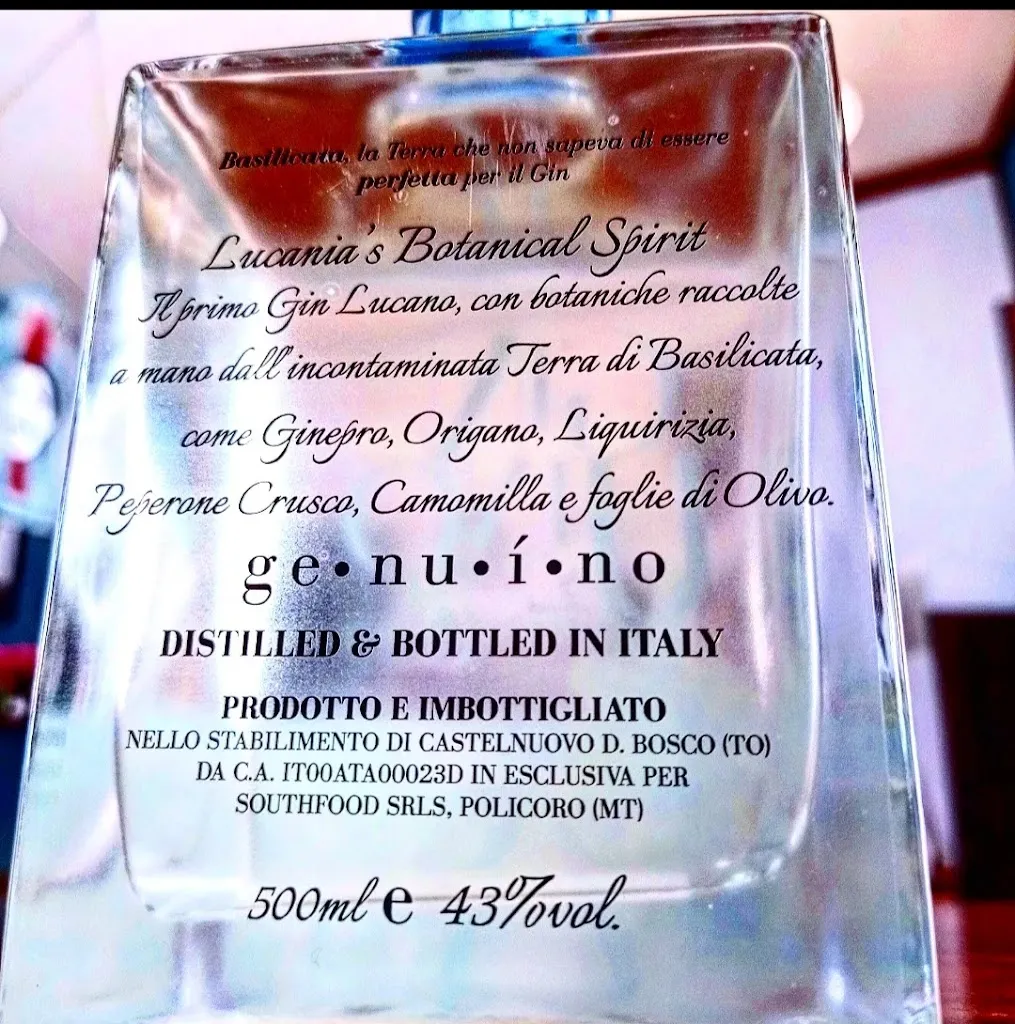 Basilicata, la Terra che non sapeva di essere
perfetta per il Gin
Lucania's Botanical Spirit
Il primo Gin Lucano, con botaniche raccolte
a mano dall'incontaminata Terra di Basilicata,
come Ginepro, Origano, Liquirizia,
Peperone Crusco, Camomilla e foglie di Olivo.
ge•nu•í•no
DISTILLED & BOTTLED IN ITALY
PRODOTTO E IMBOTTIGLIATO
NELLO STABILIMENTO DI CASTELNUOVO D. BOSCO (TO)
DA C.A. IT00ATA00023D IN ESCLUSIVA PER
SOUTHFOOD SRLS, POLICORO (MT)
500ml e 43%vol.